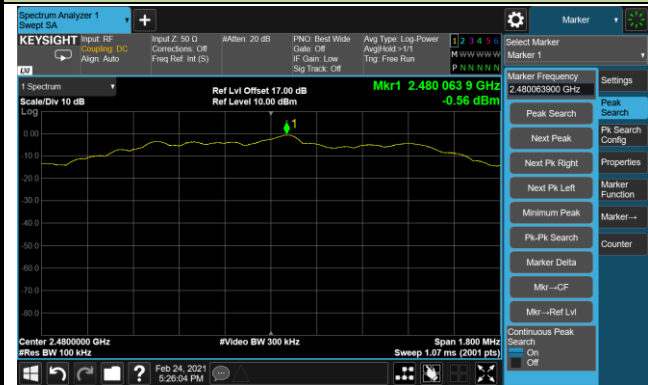 Spectrum Analyzer 1
Swept SA
Marker
KEYSIGHT
Input: RF
Coupling: DC
Align: Auto
Input Z: 50 Ω
Corrections: Off
Freq Ref: Int (S)
#Atten: 20 dB
PNO: Best Wide
Gate: Off
IF Gain: Low
Sig Track: Off
Avg Type: Log-Power
Avg|Hold:>1/1
Trig: Free Run
1 2 3 4 5 6
M W W W W W
P N N N N N
LXI
Select Marker
Marker 1
1 Spectrum
Scale/Div 10 dB
Log
Ref Lvl Offset 17.00 dB
Ref Level 10.00 dBm
Mkr1 2.480 063 9 GHz
-0.56 dBm
1
0.00
-10.0
-20.0
-30.0
-40.0
-50.0
-60.0
-70.0
-80.0
Center 2.4800000 GHz
#Res BW 100 kHz
#Video BW 300 kHz
Span 1.800 MHz
Sweep 1.07 ms (2001 pts)
Marker Frequency
2.480063900 GHz
Peak Search
Next Peak
Next Pk Right
Next Pk Left
Minimum Peak
Pk-Pk Search
Marker Delta
Mkr→CF
Mkr→Ref Lvl
Continuous Peak
Search
On
Off
Settings
Peak
Search
Pk Search
Config
Properties
Marker
Function
Marker→
Counter
Feb 24, 2021
5:26:04 PM